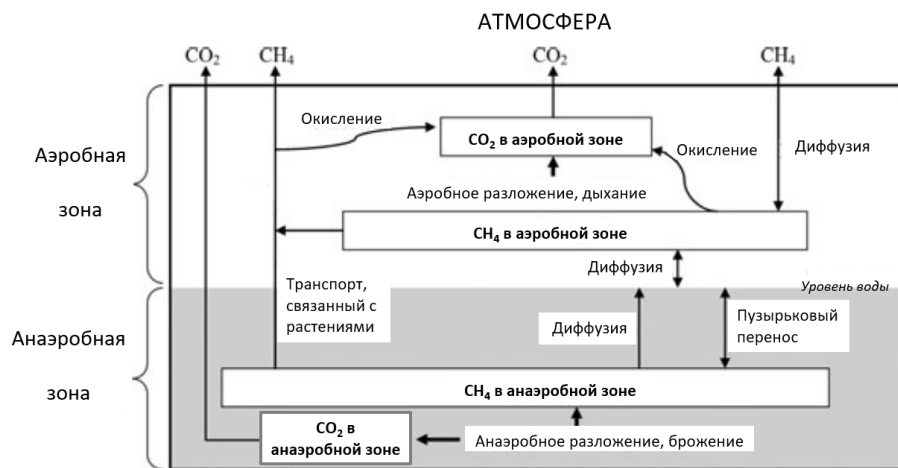 АТМОСФЕРА
CO₂
CH₄
CO₂
CH₄
Аэробная
зона
Окисление
CO₂ в аэробной зоне
Окисление
Диффузия
Аэробное разложение, дыхание
CH₄ в аэробной зоне
Диффузия
Уровень воды
Транспорт,
связанный с
растениями
Диффузия
Пузырьковый
перенос
Анаэробная
зона
CH₄ в анаэробной зоне
CO₂ в
анаэробной зоне
Анаэробное разложение, брожение